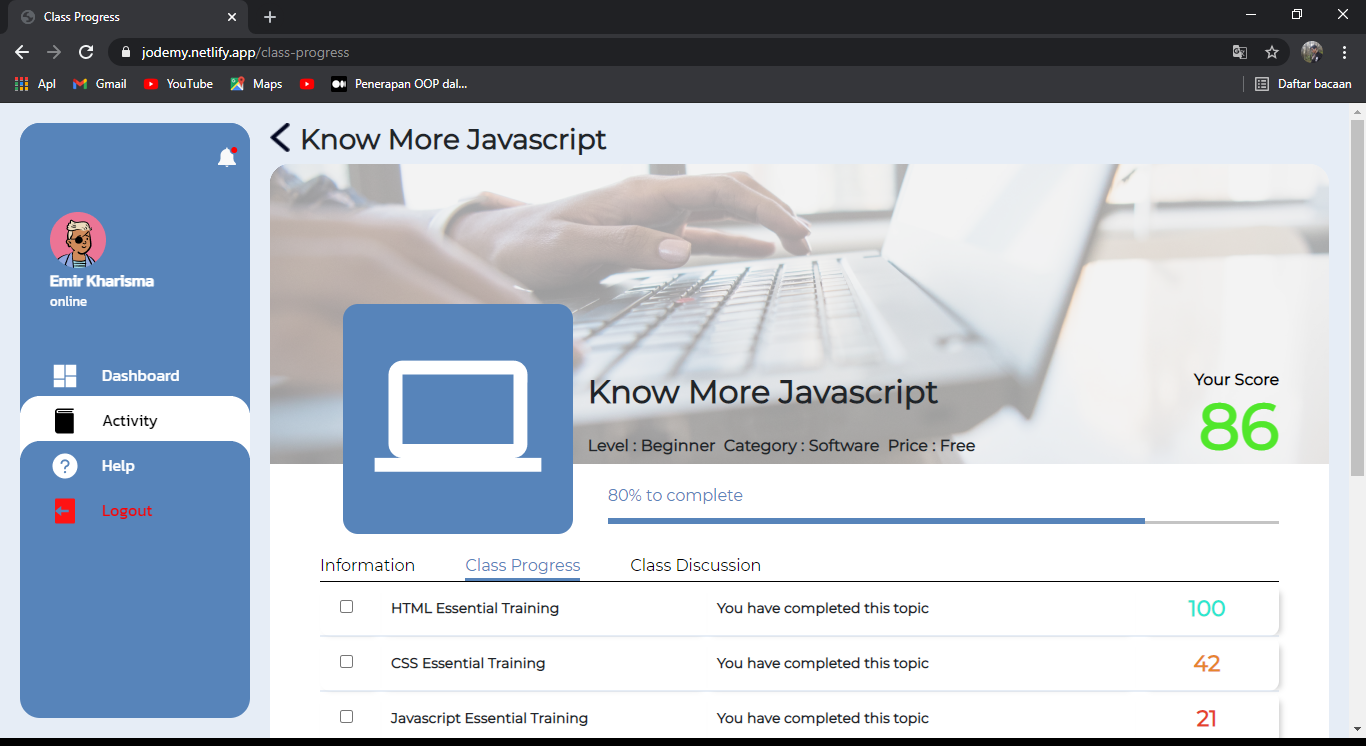 Class Progress
jodemy.netlify.app/class-progress
Apl Gmail YouTube Maps Penerapan OOP dal... Daftar bacaan
Know More Javascript
Emir Kharisma
online
Dashboard
Activity
Help
Logout
Know More Javascript
Level : Beginner Category : Software Price : Free
Your Score
86
80% to complete
Information Class Progress Class Discussion
HTML Essential Training You have completed this topic 100
CSS Essential Training You have completed this topic 42
Javascript Essential Training You have completed this topic 21